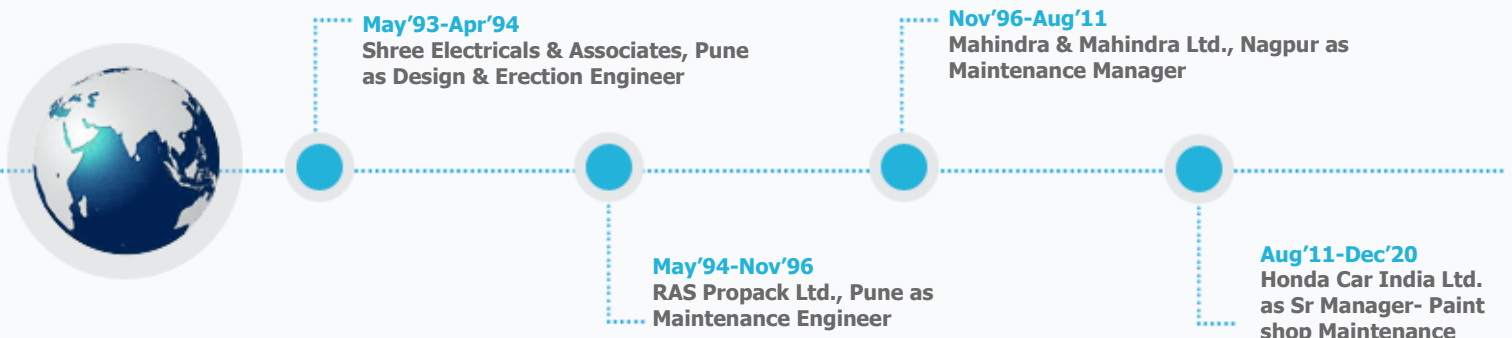 May’93-Apr’94
Shree Electricals & Associates, Pune
as Design & Erection Engineer
May’94-Nov’96
RAS Propack Ltd., Pune as
Maintenance Engineer
Nov’96-Aug’11
Mahindra & Mahindra Ltd., Nagpur as
Maintenance Manager
Aug’11-Dec’20
Honda Car India Ltd.
as Sr Manager- Paint
shop Maintenance